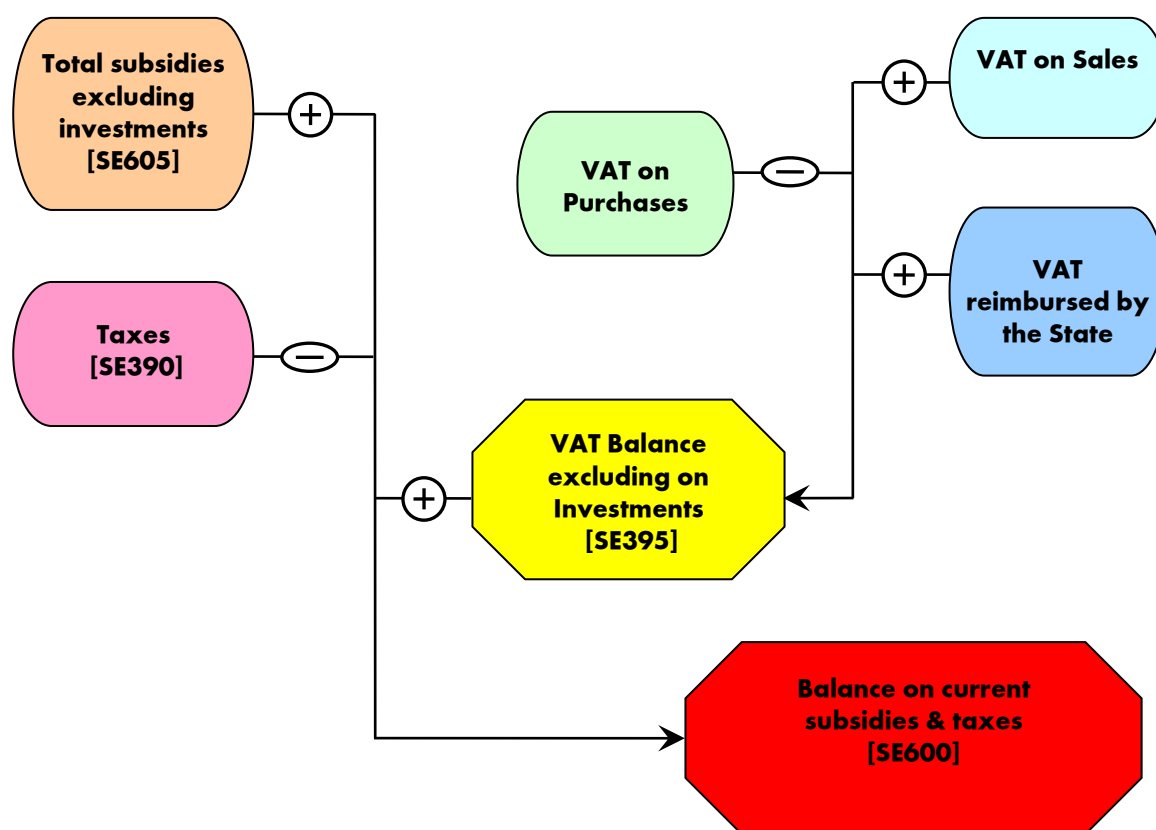 Total subsidies
excluding
investments
[SE605]
+
VAT on Sales
+
VAT on
Purchases
−
VAT
reimbursed by
the State
+
Taxes
[SE390]
−
VAT Balance
excluding on
Investments
[SE395]
+
Balance on current
subsidies & taxes
[SE600]